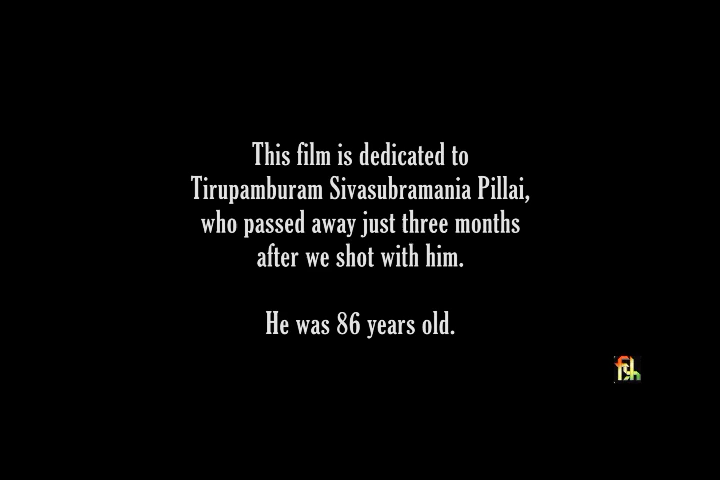 This film is dedicated to
Tirupamburam Sivasubramania Pillai,
who passed away just three months
after we shot with him.
He was 86 years old.